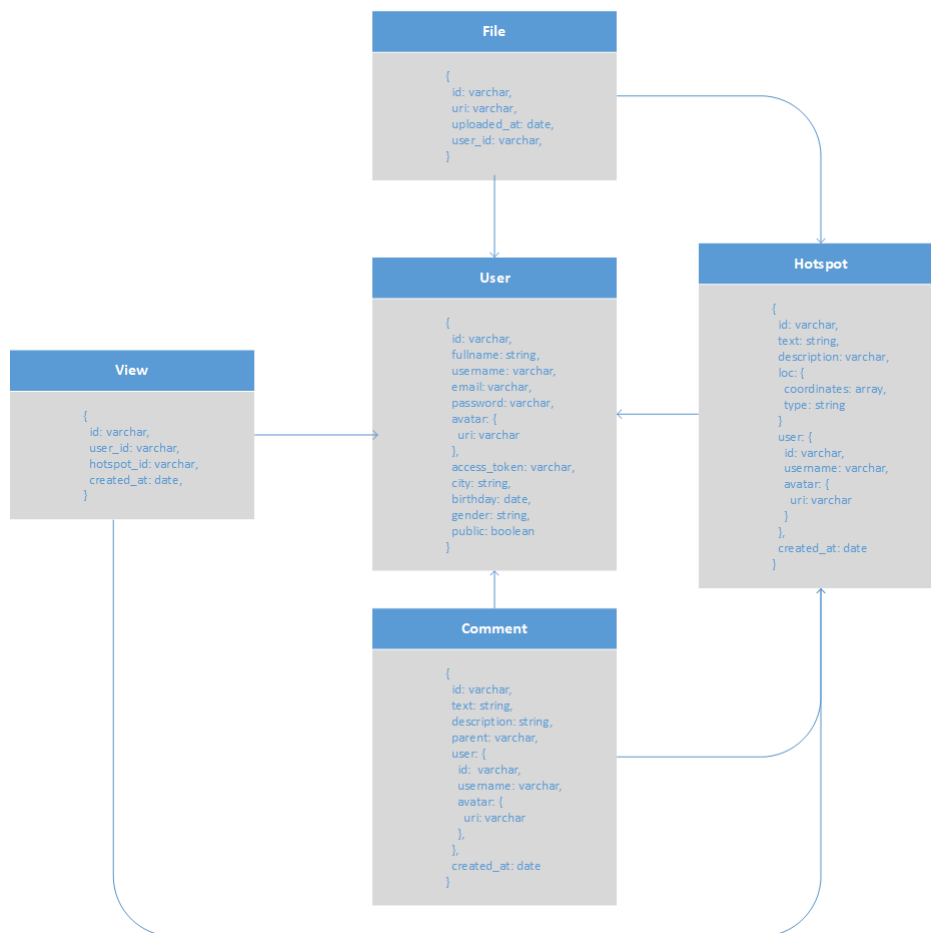 File
{
id: varchar,
uri: varchar,
uploaded_at: date,
user_id: varchar,
}
User
{
id: varchar,
fullname: string,
username: varchar,
email: varchar,
password: varchar,
avatar: {
uri: varchar
},
access_token: varchar,
city: string,
birthday: date,
gender: string,
public: boolean
}
Hotspot
{
id: varchar,
text: string,
description: varchar,
loc: {
coordinates: array,
type: string
}
user: {
id: varchar,
username: varchar,
avatar: {
uri: varchar
}
},
created_at: date
}
View
{
id: varchar,
user_id: varchar,
hotspot_id: varchar,
created_at: date,
}
Comment
{
id: varchar,
text: string,
description: string,
parent: varchar,
user: {
id: varchar,
username: varchar,
avatar: {
uri: varchar
},
},
created_at: date
}